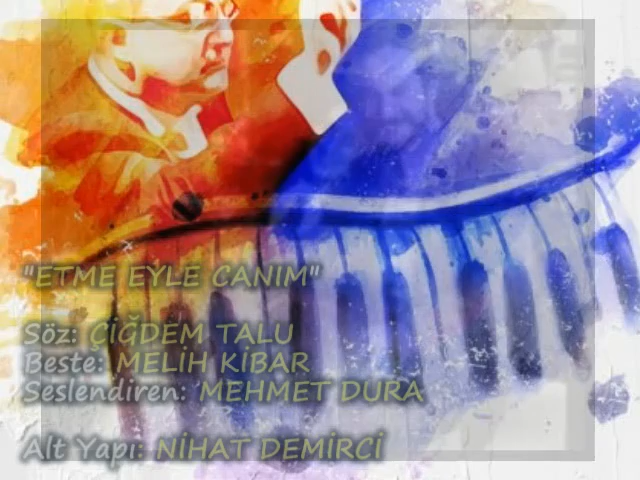 "ETME EYLE CANIM"
Söz: ÇİĞDEM TALU
Beste: MELİH KİBAR
Seslendiren: MEHMET DURA
Alt Yapı: NİHAT DEMİRCİ